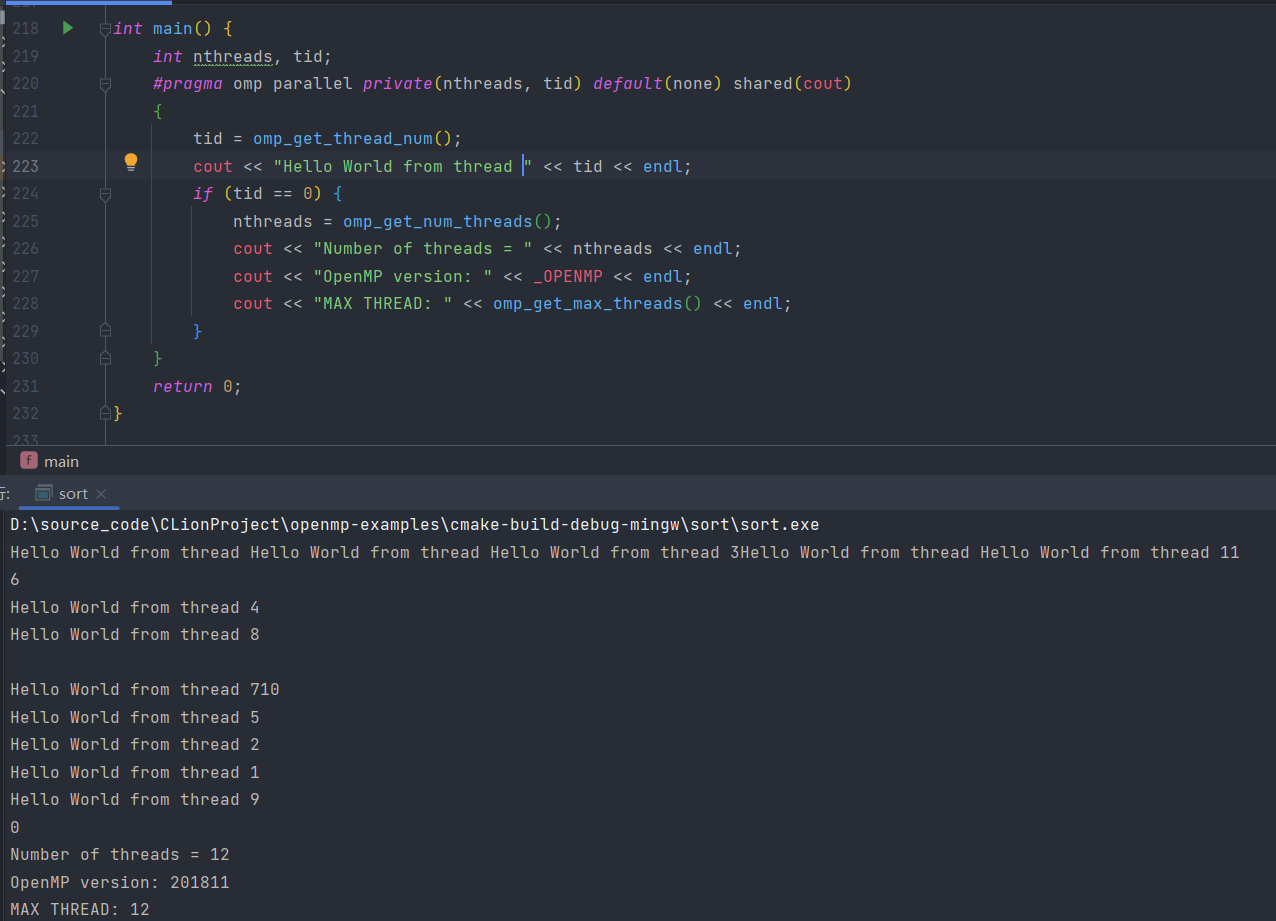 218 int main() {
219 int nthreads, tid;
220 #pragma omp parallel private(nthreads, tid) default(none) shared(cout)
221 {
222 tid = omp_get_thread_num();
223 cout << "Hello World from thread " << tid << endl;
224 if (tid == 0) {
225 nthreads = omp_get_num_threads();
226 cout << "Number of threads = " << nthreads << endl;
227 cout << "OpenMP version: " << _OPENMP << endl;
228 cout << "MAX THREAD: " << omp_get_max_threads() << endl;
229 }
230 }
231 return 0;
232 }
233
f main
行: sort
D:\source_code\CLionProject\openmp-examples\cmake-build-debug-mingw\sort\sort.exe
Hello World from thread Hello World from thread Hello World from thread 3Hello World from thread Hello World from thread 11
6
Hello World from thread 4
Hello World from thread 8
Hello World from thread 710
Hello World from thread 5
Hello World from thread 2
Hello World from thread 1
Hello World from thread 9
0
Number of threads = 12
OpenMP version: 201811
MAX THREAD: 12